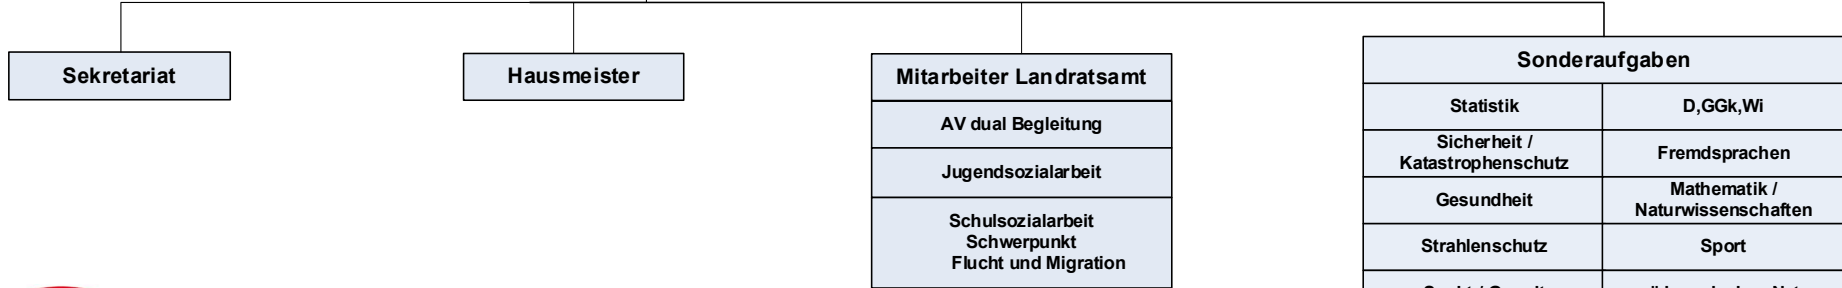 Sekretariat
Hausmeister
Mitarbeiter Landratsamt
AV dual Begleitung
Jugendsozialarbeit
Schulsozialarbeit
Schwerpunkt
Flucht und Migration
Sonderaufgaben
Statistik
D,GGk,Wi
Sicherheit /
Katastrophenschutz
Fremdsprachen
Gesundheit
Mathematik /
Naturwissenschaften
Strahlenschutz
Sport